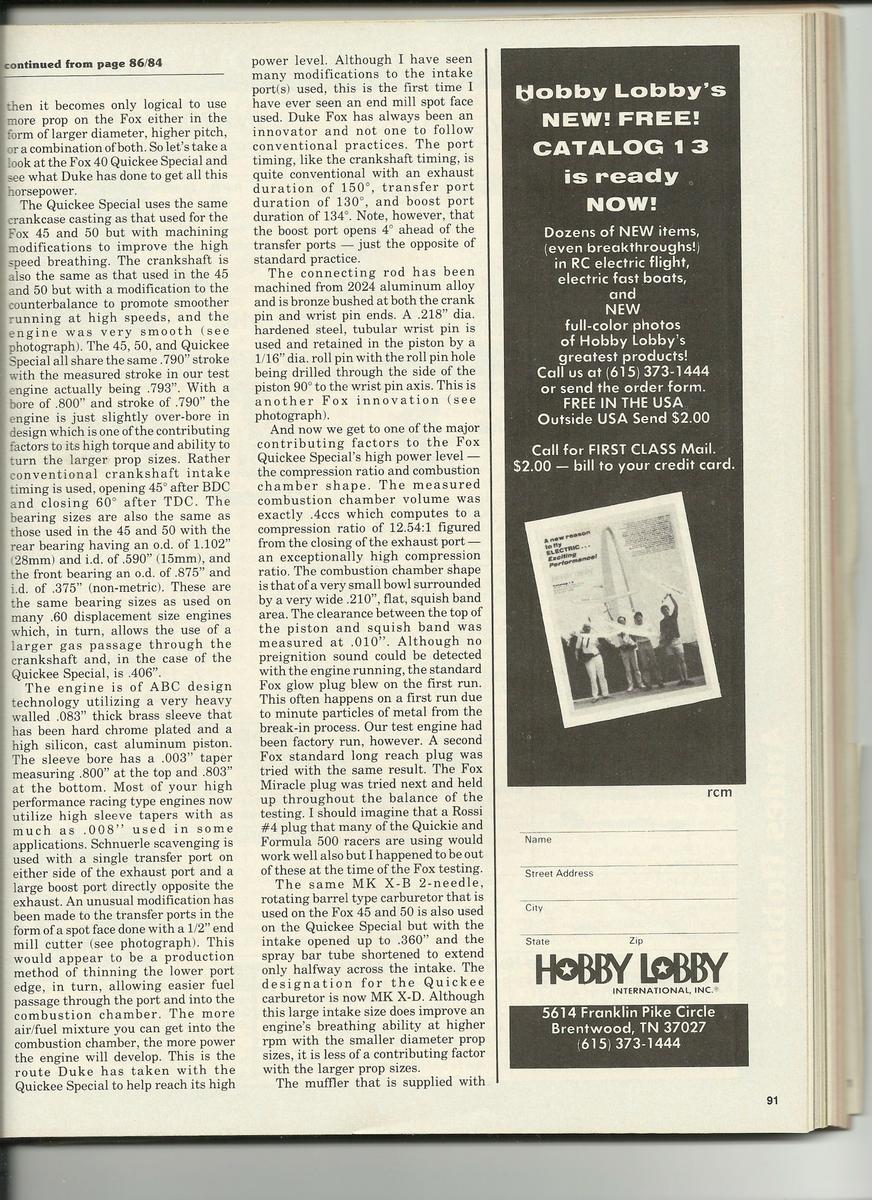 continued from page 86/84
then it becomes only logical to use
more prop on the Fox either in the
form of larger diameter, higher pitch,
or a combination of both. So let's take a
look at the Fox 40 Quickee Special and
see what Duke has done to get all this
horsepower.
The Quickee Special uses the same
crankcase casting as that used for the
Fox 45 and 50 but with machining
modifications to improve the high
speed breathing. The crankshaft is
also the same as that used in the 45
and 50 but with a modification to the
counterbalance to promote smoother
running at high speeds, and the
engine was very smooth (see
photograph). The 45, 50, and Quickee
Special all share the same .790" stroke
with the measured stroke in our test
engine actually being .793". With a
bore of .800" and stroke of .790" the
engine is just slightly over-bore in
design which is one of the contributing
factors to its high torque and ability to
turn the larger prop sizes. Rather
conventional crankshaft intake
timing is used, opening 45° after BDC
and closing 60° after TDC. The
bearing sizes are also the same as
those used in the 45 and 50 with the
rear bearing having an o.d. of 1.102"
(28mm) and i.d. of .590" (15mm), and
the front bearing an o.d. of .875" and
i.d. of .375" (non-metric). These are
the same bearing sizes as used on
many .60 displacement size engines
which, in turn, allows the use of a
larger gas passage through the
crankshaft and, in the case of the
Quickee Special, is .406".
The engine is of ABC design
technology utilizing a very heavy
walled .083" thick brass sleeve that
has been hard chrome plated and a
high silicon, cast aluminum piston.
The sleeve bore has a .003" taper
measuring .800" at the top and .803"
at the bottom. Most of your high
performance racing type engines now
utilize high sleeve tapers with as
much as .008" used in some
applications. Schnuerle scavenging is
used with a single transfer port on
either side of the exhaust port and a
large boost port directly opposite the
exhaust. An unusual modification has
been made to the transfer ports in the
form of a spot face done with a 1/2" end
mill cutter (see photograph). This
would appear to be a production
method of thinning the lower port
edge, in turn, allowing easier fuel
passage through the port and into the
combustion chamber. The more
air/fuel mixture you can get into the
combustion chamber, the more power
the engine will develop. This is the
route Duke has taken with the
Quickee Special to help reach its high
power level. Although I have seen
many modifications to the intake
port(s) used, this is the first time I
have ever seen an end mill spot face
used. Duke Fox has always been an
innovator and not one to follow
conventional practices. The port
timing, like the crankshaft timing, is
quite conventional with an exhaust
duration of 150°, transfer port
duration of 130°, and boost port
duration of 134°. Note, however, that
the boost port opens 4° ahead of the
transfer ports — just the opposite of
standard practice.
The connecting rod has been
machined from 2024 aluminum alloy
and is bronze bushed at both the crank
pin and wrist pin ends. A .218" dia.
hardened steel, tubular wrist pin is
used and retained in the piston by a
1/16" dia. roll pin with the roll pin hole
being drilled through the side of the
piston 90° to the wrist pin axis. This is
another Fox innovation (see
photograph).
And now we get to one of the major
contributing factors to the Fox
Quickee Special's high power level —
the compression ratio and combustion
chamber shape. The measured
combustion chamber volume was
exactly .4ccs which computes to a
compression ratio of 12.54:1 figured
from the closing of the exhaust port —
an exceptionally high compression
ratio. The combustion chamber shape
is that of a very small bowl surrounded
by a very wide .210", flat, squish band
area. The clearance between the top of
the piston and squish band was
measured at .010". Although no
preignition sound could be detected
with the engine running, the standard
Fox glow plug blew on the first run.
This often happens on a first run due
to minute particles of metal from the
break-in process. Our test engine had
been factory run, however. A second
Fox standard long reach plug was
tried with the same result. The Fox
Miracle plug was tried next and held
up throughout the balance of the
testing. I should imagine that a Rossi
#4 plug that many of the Quickie and
Formula 500 racers are using would
work well also but I happened to be out
of these at the time of the Fox testing.
The same MK X-B 2-needle,
rotating barrel type carburetor that is
used on the Fox 45 and 50 is also used
on the Quickee Special but with the
intake opened up to .360" and the
spray bar tube shortened to extend
only halfway across the intake. The
designation for the Quickee
carburetor is now MK X-D. Although
this large intake size does improve an
engine's breathing ability at higher
rpm with the smaller diameter prop
sizes, it is less of a contributing factor
with the larger prop sizes.
The muffler that is supplied with
Hobby Lobby's
NEW! FREE!
CATALOG 13
is ready
NOW!
Dozens of NEW items,
(even breakthroughs!)
in RC electric flight,
electric fast boats,
and
NEW
full-color photos
of Hobby Lobby's
greatest products!
Call us at (615) 373-1444
or send the order form.
FREE IN THE USA
Outside USA Send $2.00
Call for FIRST CLASS Mail.
$2.00 — bill to your credit card.
A new reason
to fly
ELECTRIC...
Exciting
Performance!
rcm
Name
Street Address
City
State Zip
HOBBY LOBBY
INTERNATIONAL, INC.®
5614 Franklin Pike Circle
Brentwood, TN 37027
(615) 373-1444
91